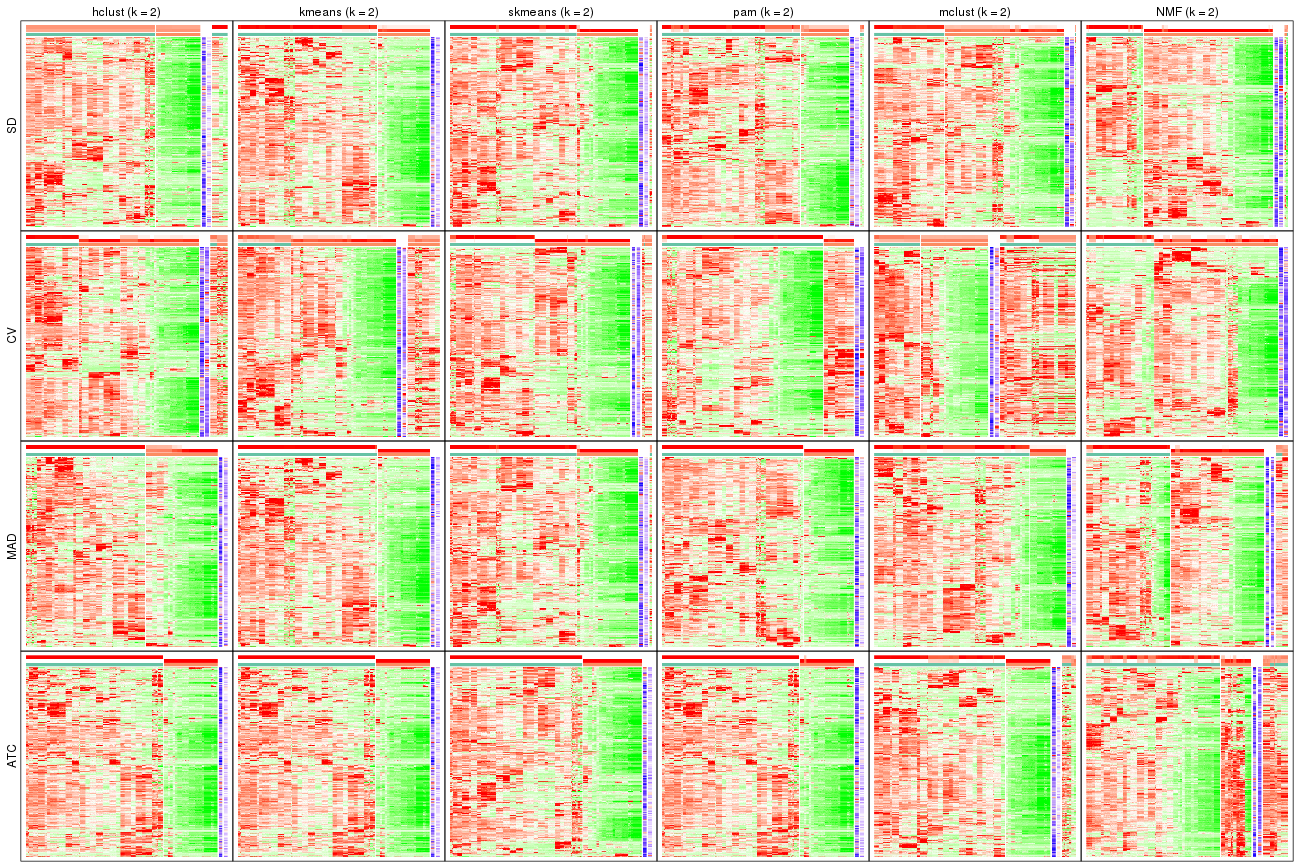 hclust (k = 2)
kmeans (k = 2)
skmeans (k = 2)
pam (k = 2)
mclust (k = 2)
NMF (k = 2)
SD
CV
MAD
ATC